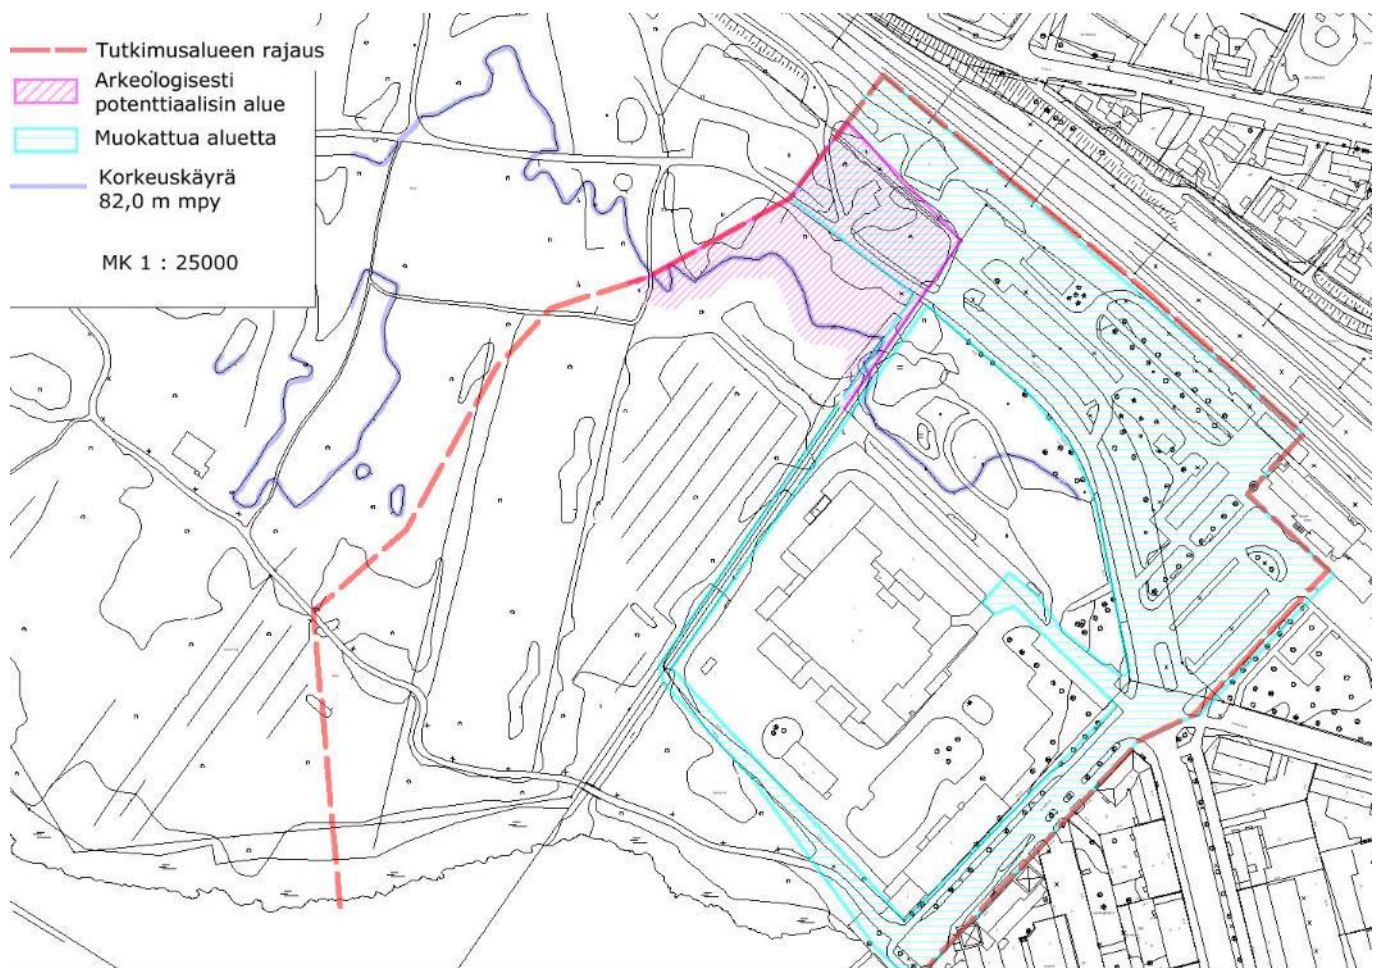 Tutkimusalueen rajaus
Arkeologisesti
potenttiaalisin alue
Muokattua aluetta
Korkeuskäyrä
82,0 m mpy
MK 1 : 25000